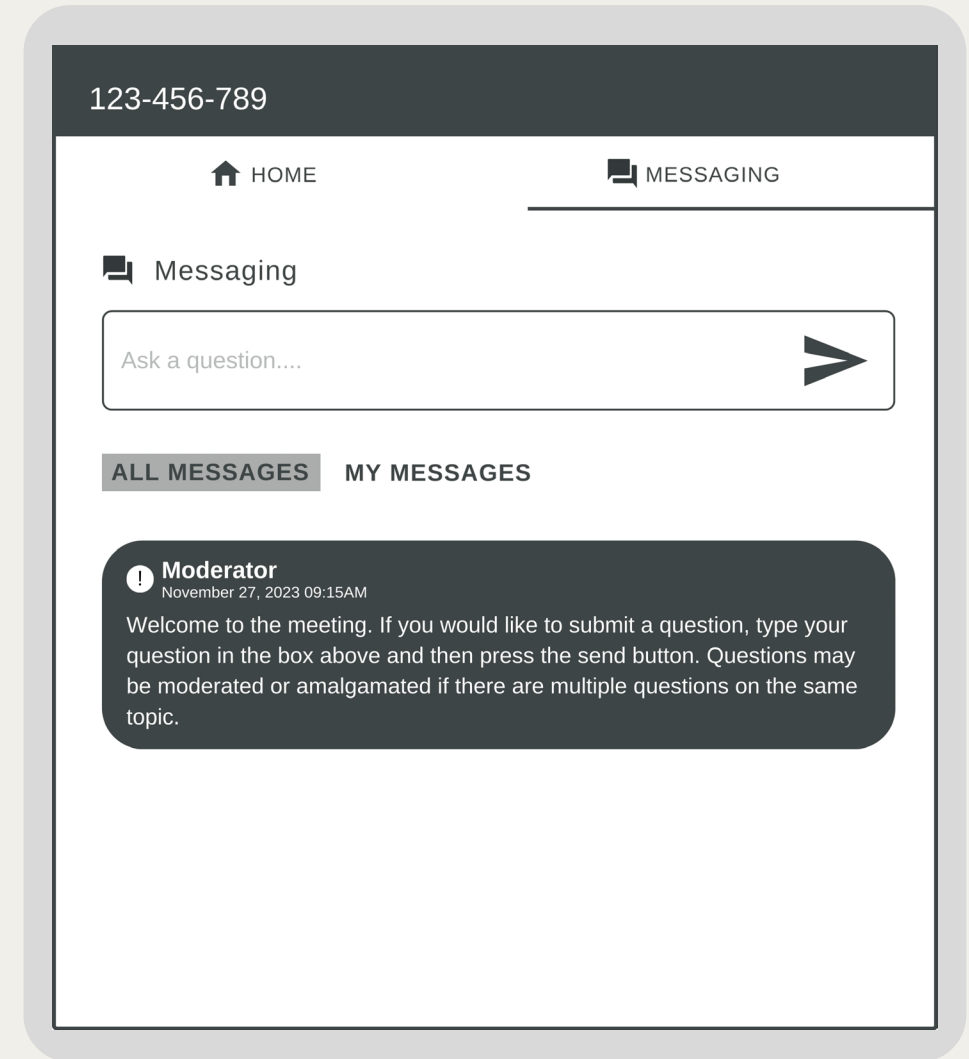 123-456-789
HOME
MESSAGING
Messaging
Ask a question....
ALL MESSAGES
MY MESSAGES
!
Moderator
November 27, 2023 09:15AM
Welcome to the meeting. If you would like to submit a question, type your
question in the box above and then press the send button. Questions may
be moderated or amalgamated if there are multiple questions on the same
topic.